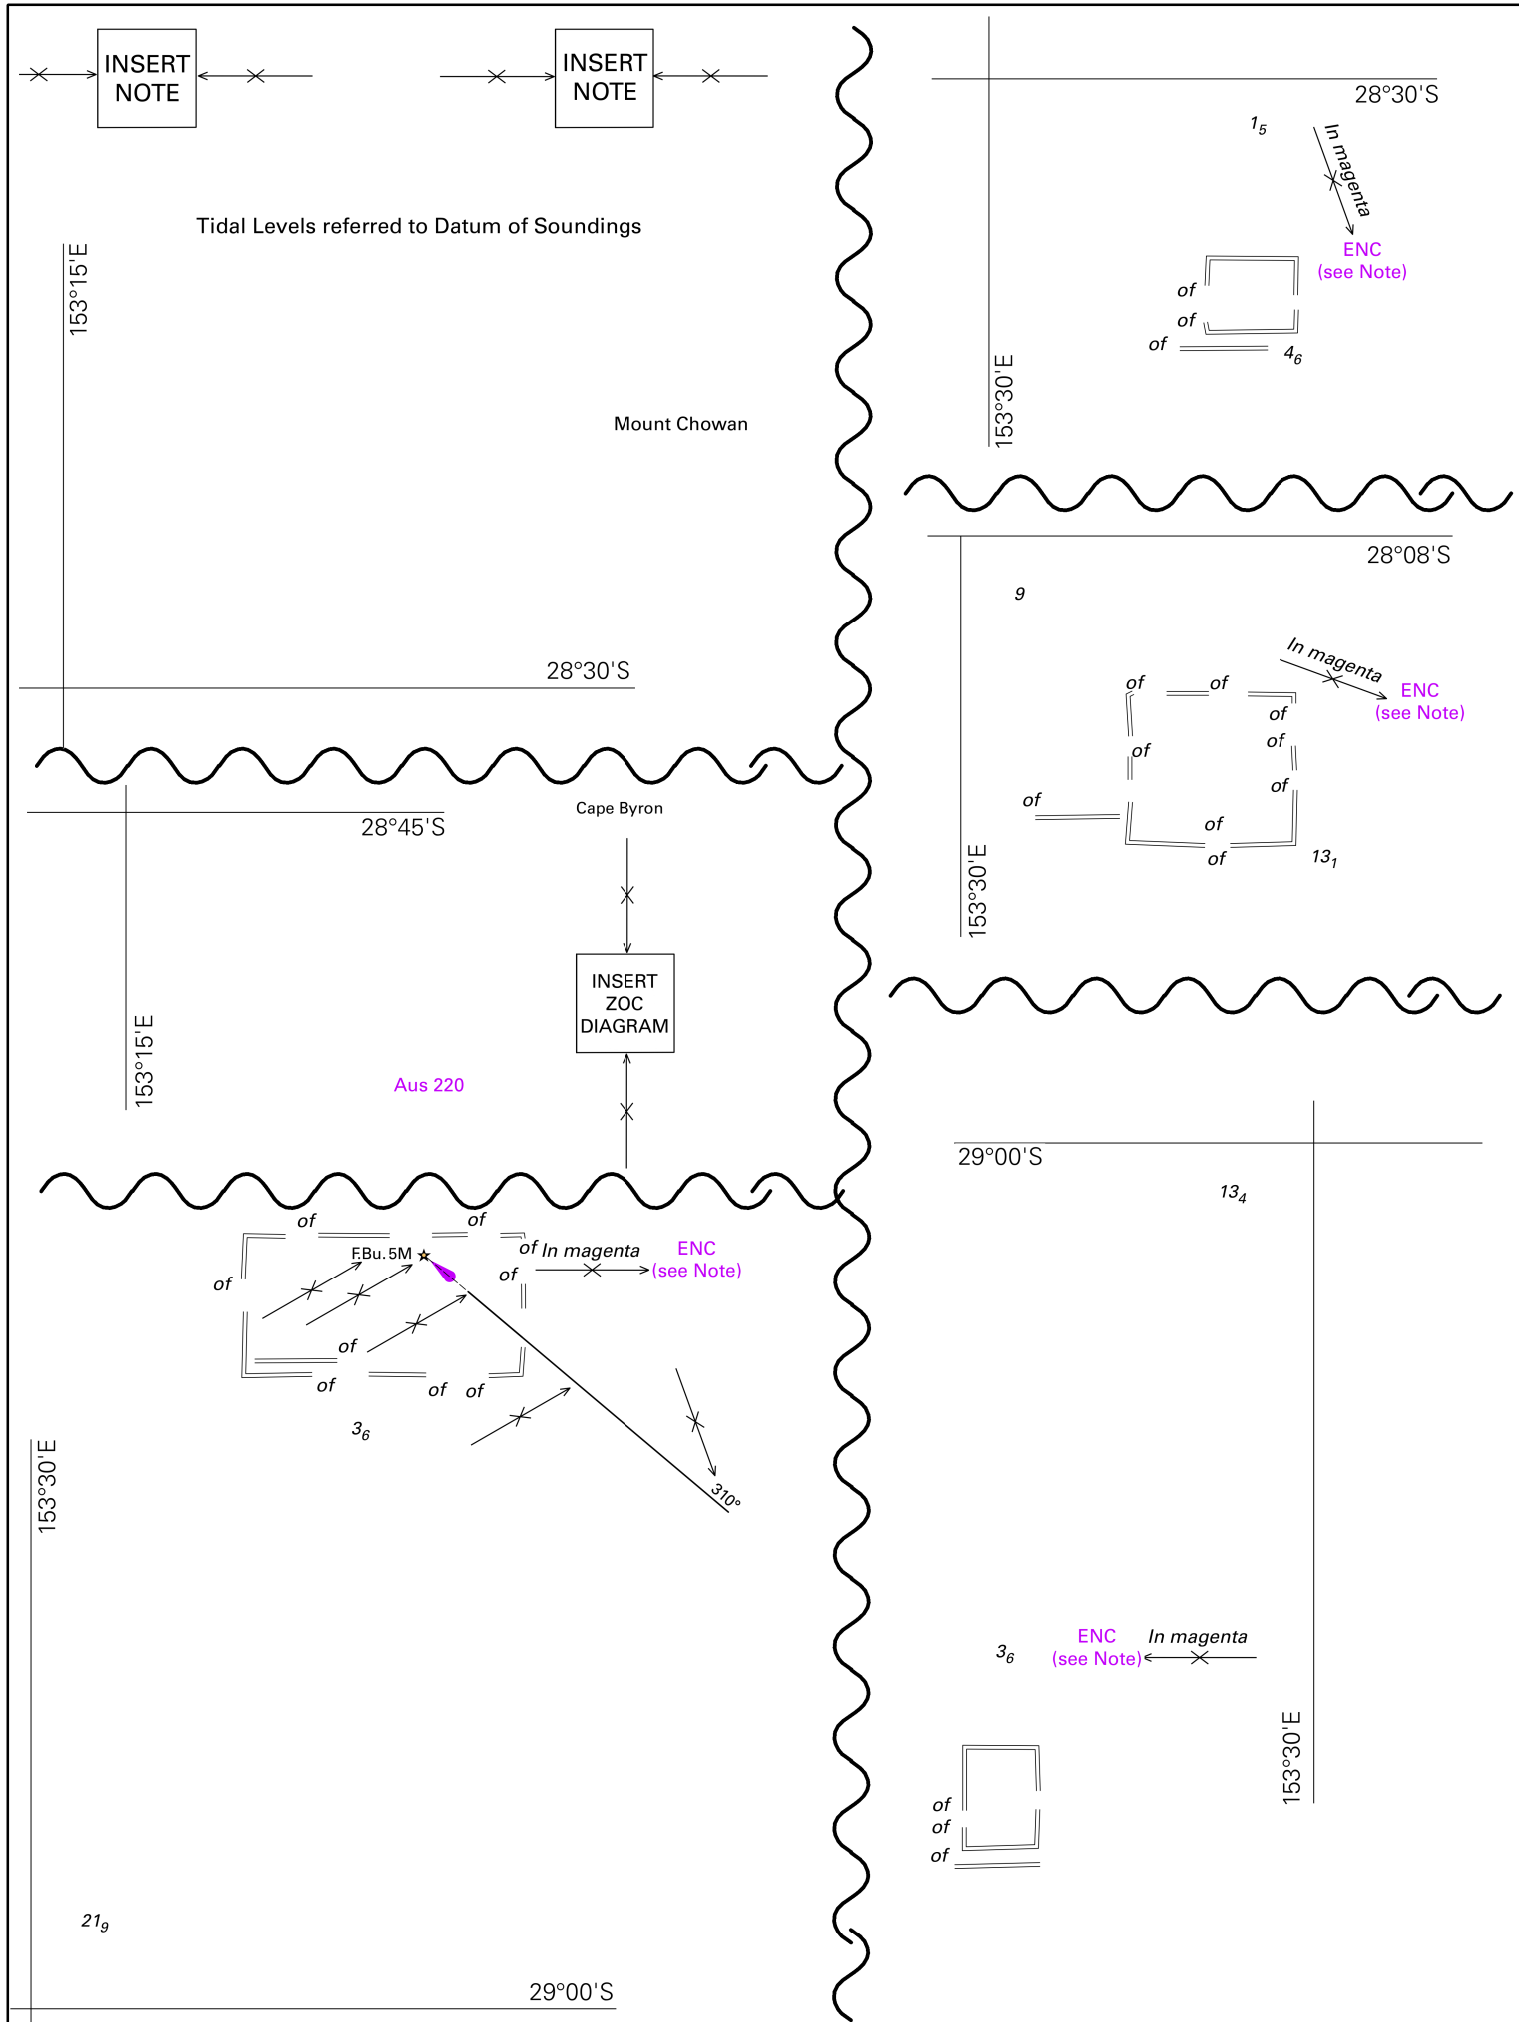 INSERT
NOTE
INSERT
NOTE
Tidal Levels referred to Datum of Soundings
153°15'E
Mount Chowan
28°30'S
28°45'S
Cape Byron
INSERT
ZOC
DIAGRAM
153°15'E
Aus 220
of
of
F.Bu.5M
of
In magenta
ENC
(see Note)
of
of
of
of
of
of
3₆
310°
153°30'E
21₉
29°00'S
28°30'S
1₅
In magenta
ENC
(see Note)
of
of
of
4₆
153°30'E
28°08'S
9
In magenta
ENC
(see Note)
of
of
of
of
of
of
of
of
of
13₁
153°30'E
29°00'S
13₄
3₆
ENC
(see Note)
In magenta
153°30'E
of
of
of